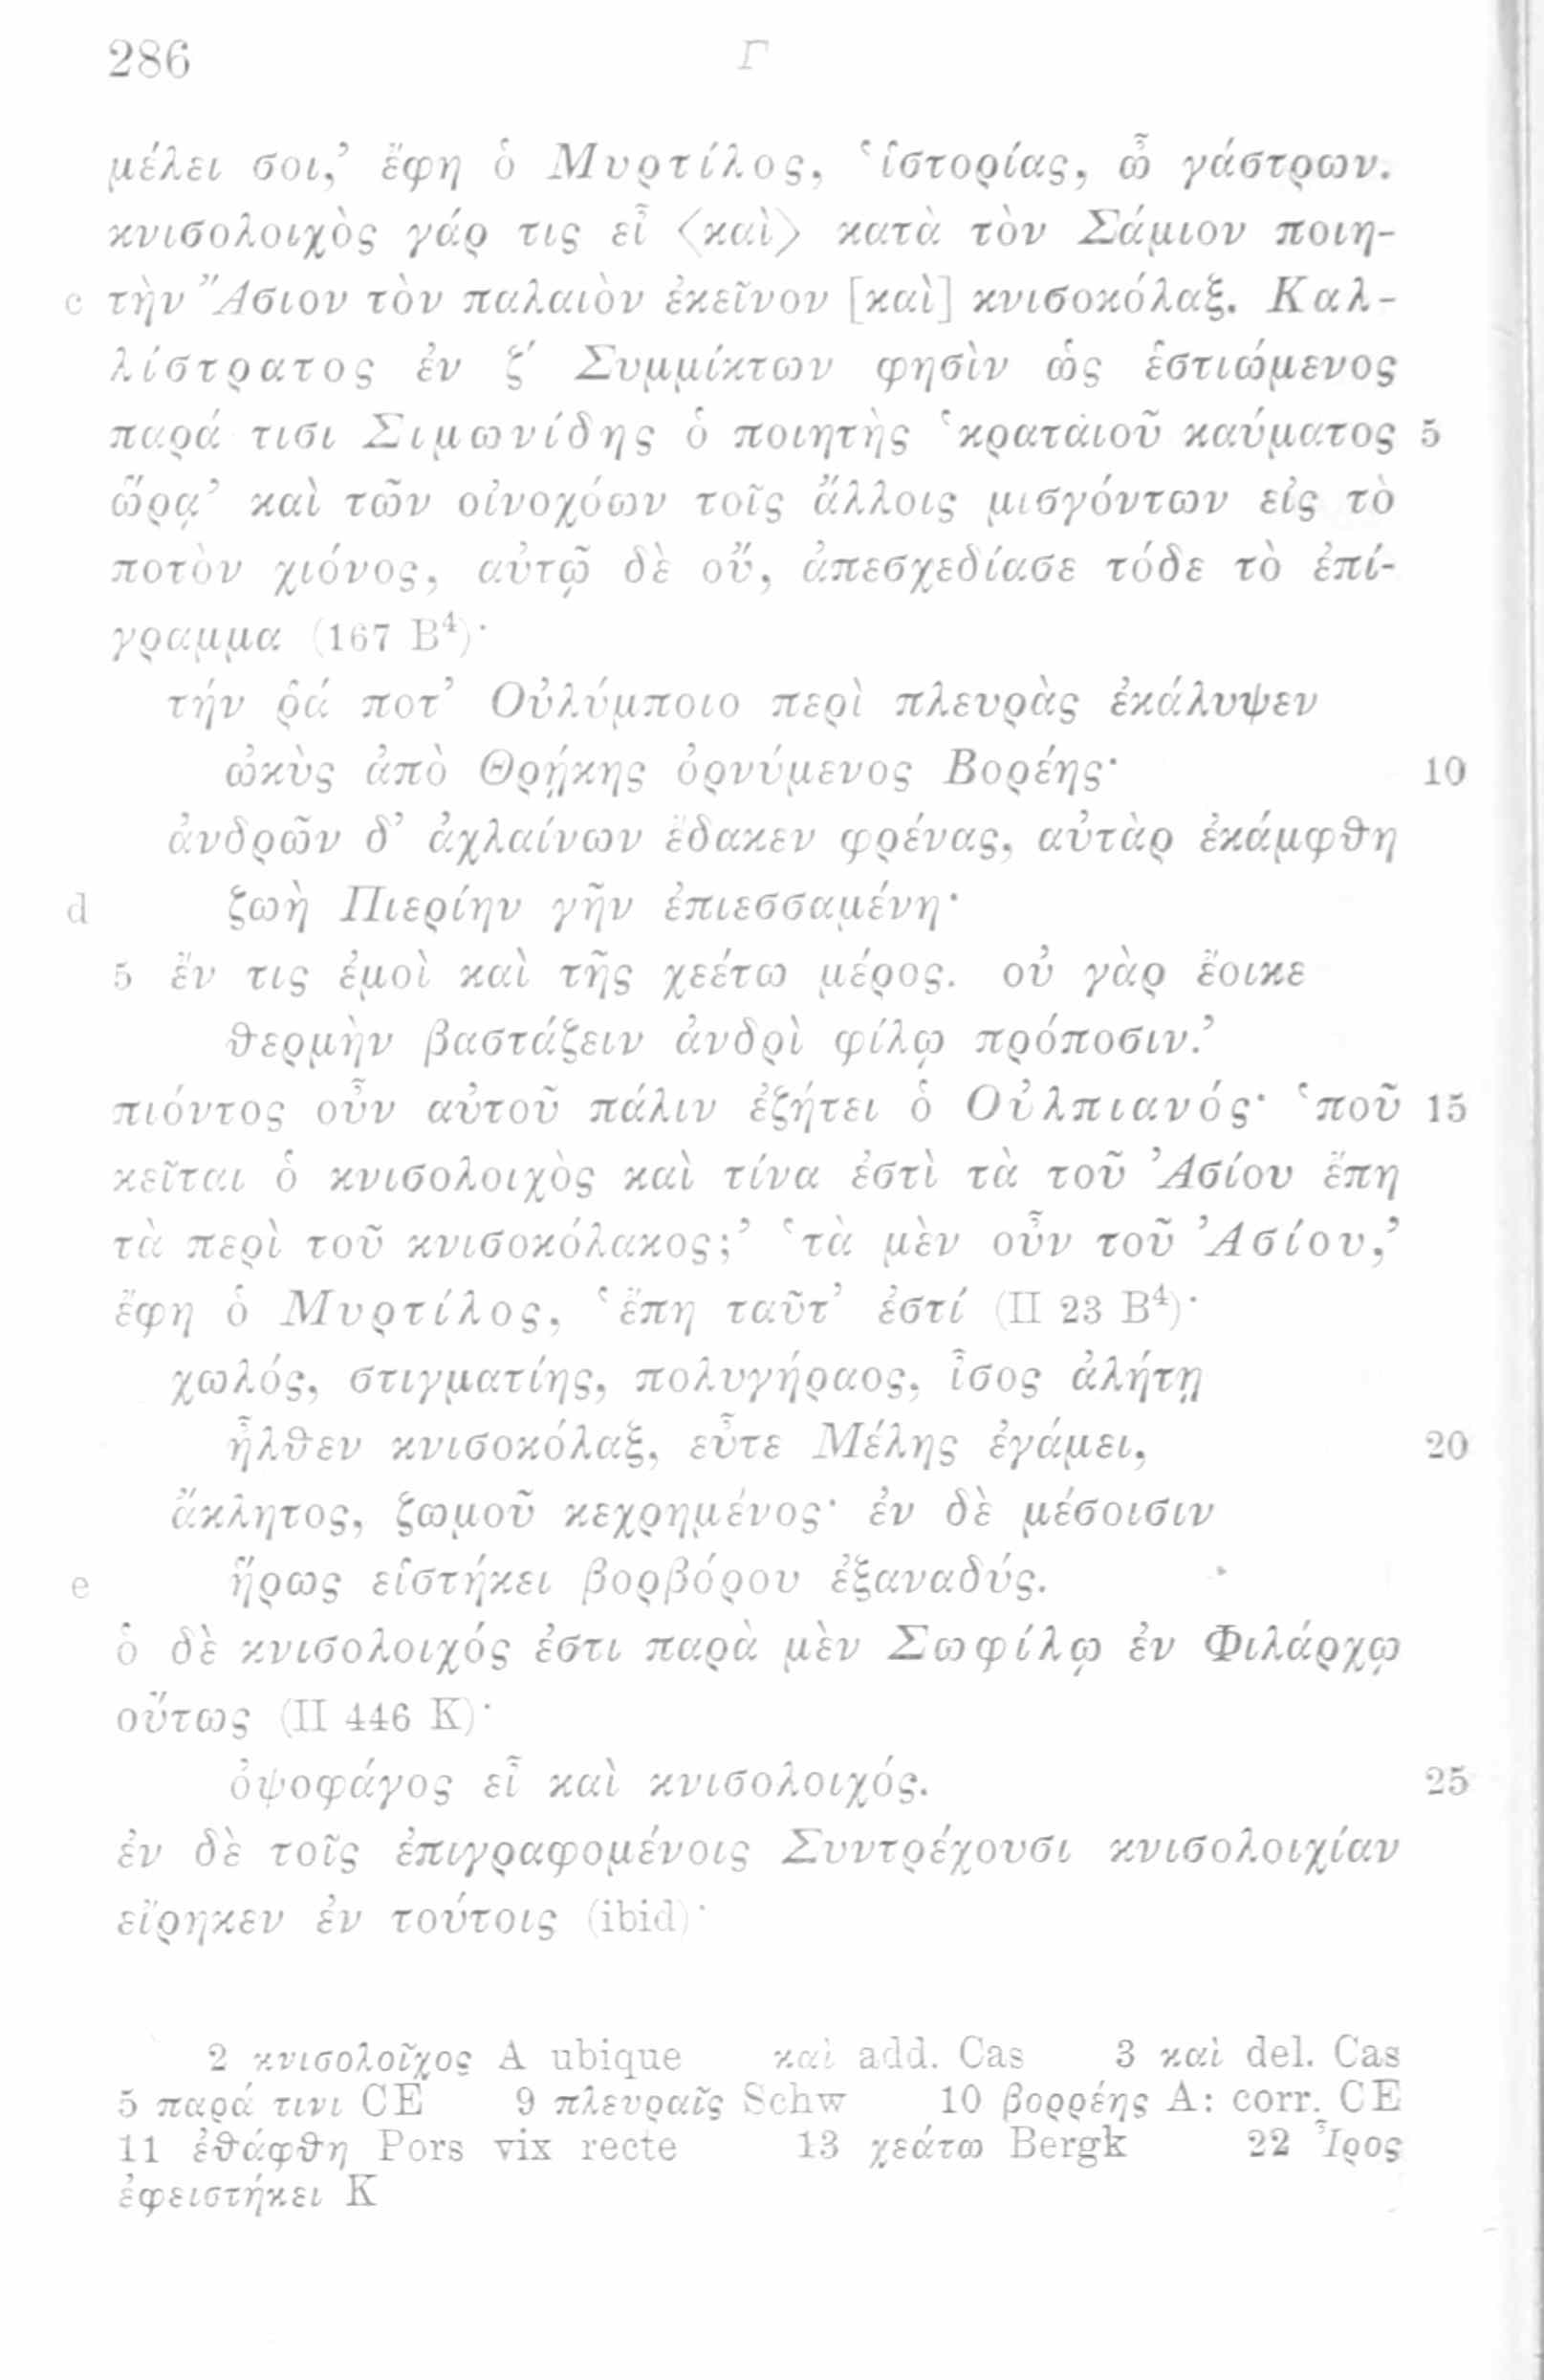 286 Γ
μέλει σοι,’ ἔφη ὁ Μυρτίλος, ‘ἱστορίας, ὦ γάστρων.
κνισολοιχὸς γάρ τις εἶ <καὶ> κατὰ τὸν Σάμιον ποιη-
c τὴν Ἄσιον τὸν παλαιὸν ἐκεῖνον [καὶ] κνισοκόλαξ. Καλ-
λίστρατος ἐν ζ′ Συμμίκτων φησὶν ὡς ἑστιώμενος
παρά τισι Σιμωνίδης ὁ ποιητὴς ‘κραταιοῦ καύματος 5
ὥρᾳ’ καὶ τῶν οἰνοχόων τοῖς ἄλλοις μισγόντων εἰς τὸ
ποτὸν χιόνος, αὐτῷ δὲ οὔ, ἀπεσχεδίασε τόδε τὸ ἐπί-
γραμμα (167 B⁴)·
τήν ῥά ποτ’ Οὐλύμποιο περὶ πλευρὰς ἐκάλυψεν
ὠκὺς ἀπὸ Θρῄκης ὀρνύμενος Βορέης· 10
ἀνδρῶν δ’ ἀχλαίνων ἔδακεν φρένας, αὐτὰρ ἐκάμφθη
d ζωὴ Πιερίην γῆν ἐπιεσσαμένη·
5 ἔν τις ἐμοὶ καὶ τῆς χεέτω μέρος. οὐ γὰρ ἔοικε
θερμὴν βαστάζειν ἀνδρὶ φίλῳ πρόποσιν.’
πιόντος οὖν αὐτοῦ πάλιν ἐζήτει ὁ Οὐλπιανός· ‘ποῦ 15
κεῖται ὁ κνισολοιχὸς καὶ τίνα ἐστὶ τὰ τοῦ Ἀσίου ἔπη
τὰ περὶ τοῦ κνισοκόλακος;’ ‘τὰ μὲν οὖν τοῦ Ἀσίου,’
ἔφη ὁ Μυρτίλος, ‘ἔπη ταῦτ’ ἐστί (II 23 B⁴)·
χωλός, στιγματίης, πολυγήραος, ἶσος ἀλήτῃ
ἦλθεν κνισοκόλαξ, εὖτε Μέλης ἐγάμει, 20
ἄκλητος, ζωμοῦ κεχρημένος· ἐν δὲ μέσοισιν
e ἥρως εἱστήκει βορβόρου ἐξαναδύς.
ὁ δὲ κνισολοιχός ἐστι παρὰ μὲν Σωφίλῳ ἐν Φιλάρχῳ
οὕτως (II 446 K)·
ὀψοφάγος εἶ καὶ κνισολοιχός. 25
ἐν δὲ τοῖς ἐπιγραφομένοις Συντρέχουσι κνισολοιχίαν
εἴρηκεν ἐν τούτοις (ibid)·
2 κνισολοῖχος A ubique καὶ add. Cas 3 καὶ del. Cas
5 παρά τινι CE 9 πλευραῖς Schw 10 βορρέης A: corr. CE
11 ἐθάφθη Pors vix recte 13 χεάτω Bergk 22 Ἶρος
ἐφειστήκει K